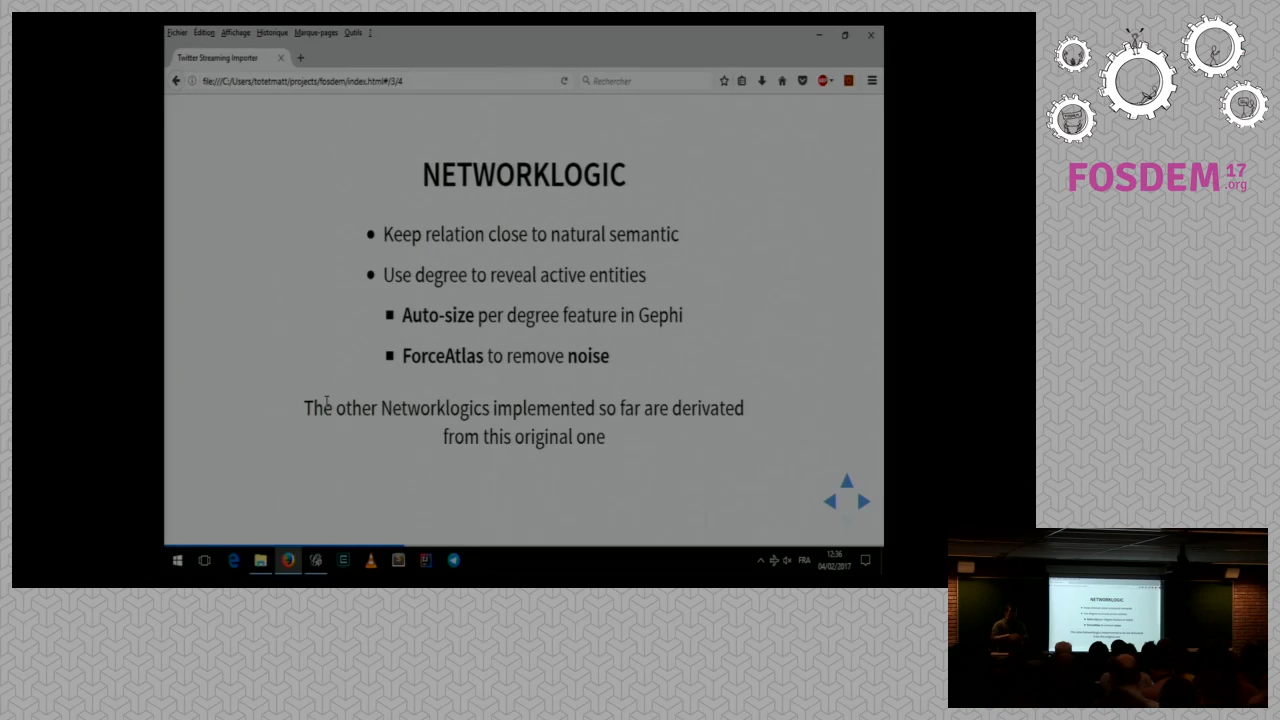 Fichier Édition Affichage Historique Marque-pages Outils ?
Twitter Streaming Importer
file:///C:/Users/totetmatt/projects/fosdem/index.html#/3/4
Rechercher
NETWORKLOGIC
Keep relation close to natural semantic
Use degree to reveal active entities
Auto-size per degree feature in Gephi
ForceAtlas to remove noise
The other Networklogics implemented so far are derivated
from this original one
FRA
12:36
04/02/2017
FOSDEM 17
.org
NETWORKLOGIC